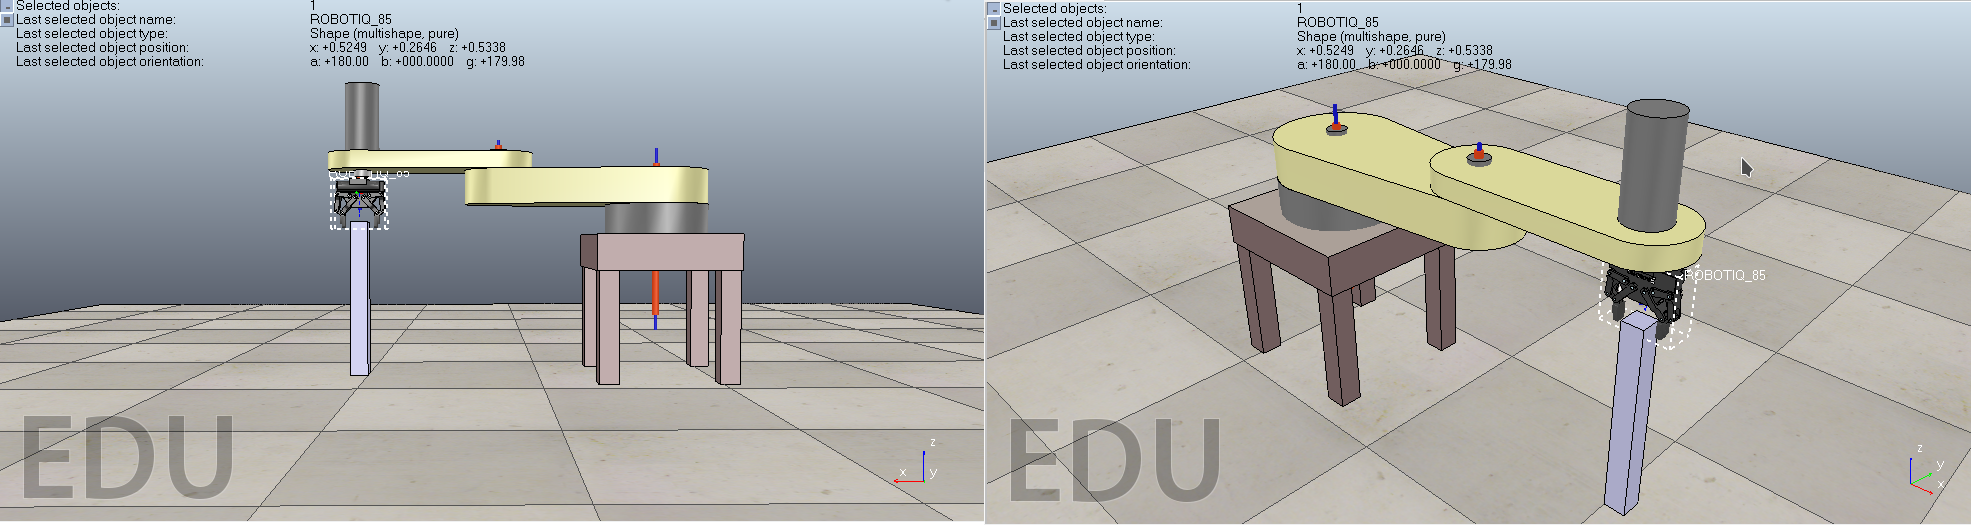 Selected objects: 1
Last selected object name: ROBOTIQ_85
Last selected object type: Shape (multishape, pure)
Last selected object position: x: +0.5249 y: +0.2646 z: +0.5338
Last selected object orientation: a: +180.00 b: +000.0000 g: +179.98
EDU
z
x
y
Selected objects: 1
Last selected object name: ROBOTIQ_85
Last selected object type: Shape (multishape, pure)
Last selected object position: x: +0.5249 y: +0.2646 z: +0.5338
Last selected object orientation: a: +180.00 b: +000.0000 g: +179.98
ROBOTIQ_85
EDU
z
y
x